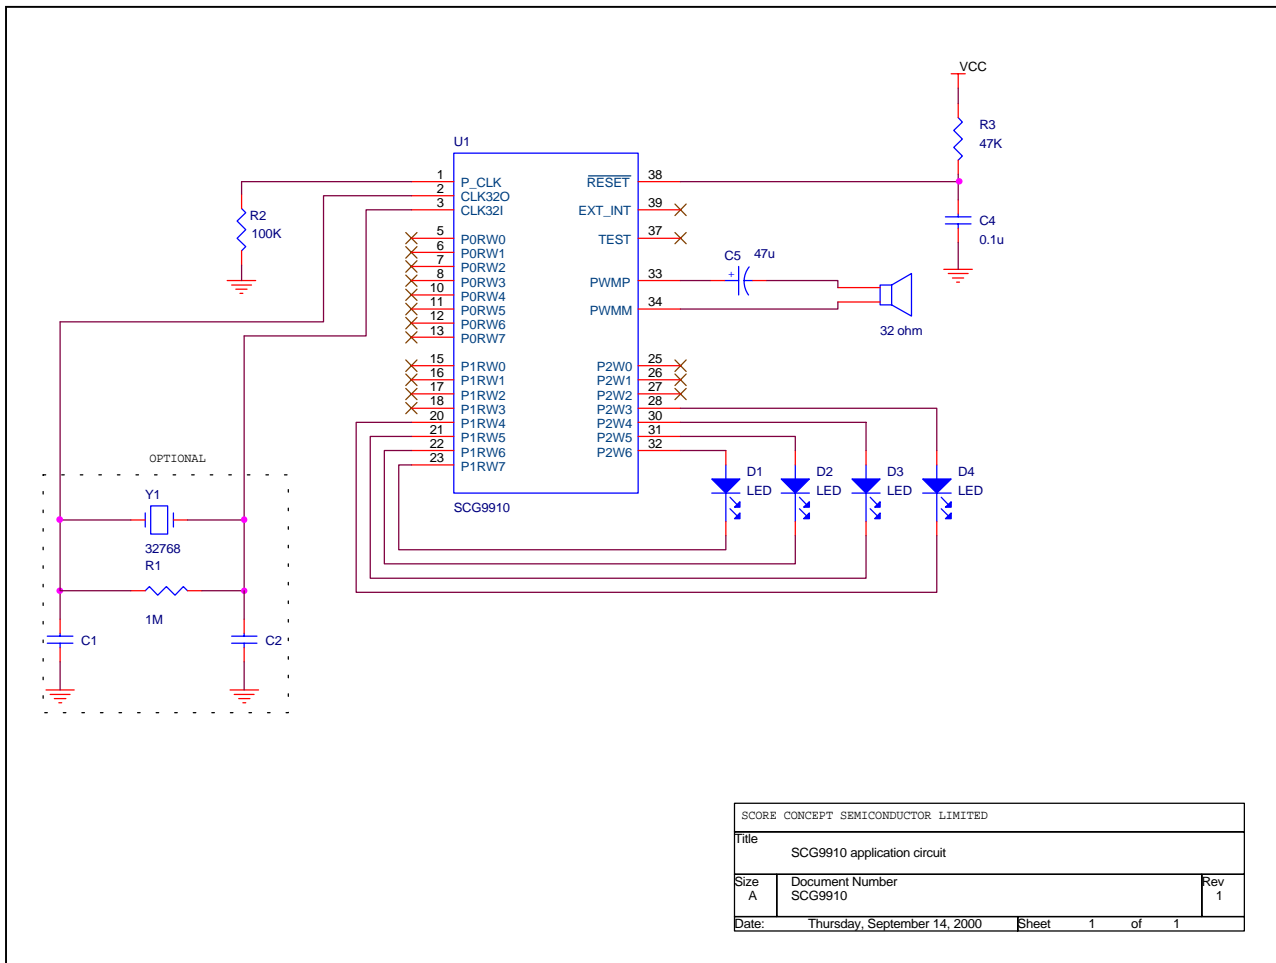 VCC
R3
47K
U1
1 P_CLK RESET 38
2 CLK32O
3 CLK32I EXT_INT 39
R2
100K
C4
0.1u
5 P0RW0 TEST 37
6 P0RW1
7 P0RW2
8 P0RW3 PWMP 33
10 P0RW4
11 P0RW5 PWMM 34
12 P0RW6
13 P0RW7
C5 47u
+
32 ohm
15 P1RW0 P2W0 25
16 P1RW1 P2W1 26
17 P1RW2 P2W2 27
18 P1RW3 P2W3 28
20 P1RW4 P2W4 30
21 P1RW5 P2W5 31
22 P1RW6 P2W6 32
23 P1RW7
SCG9910
D1 D2 D3 D4
LED LED LED LED
OPTIONAL
Y1
32768
R1
1M
C1 C2
SCORE CONCEPT SEMICONDUCTOR LIMITED
Title
SCG9910 application circuit
Size Document Number Rev
A SCG9910 1
Date: Thursday, September 14, 2000 Sheet 1 of 1